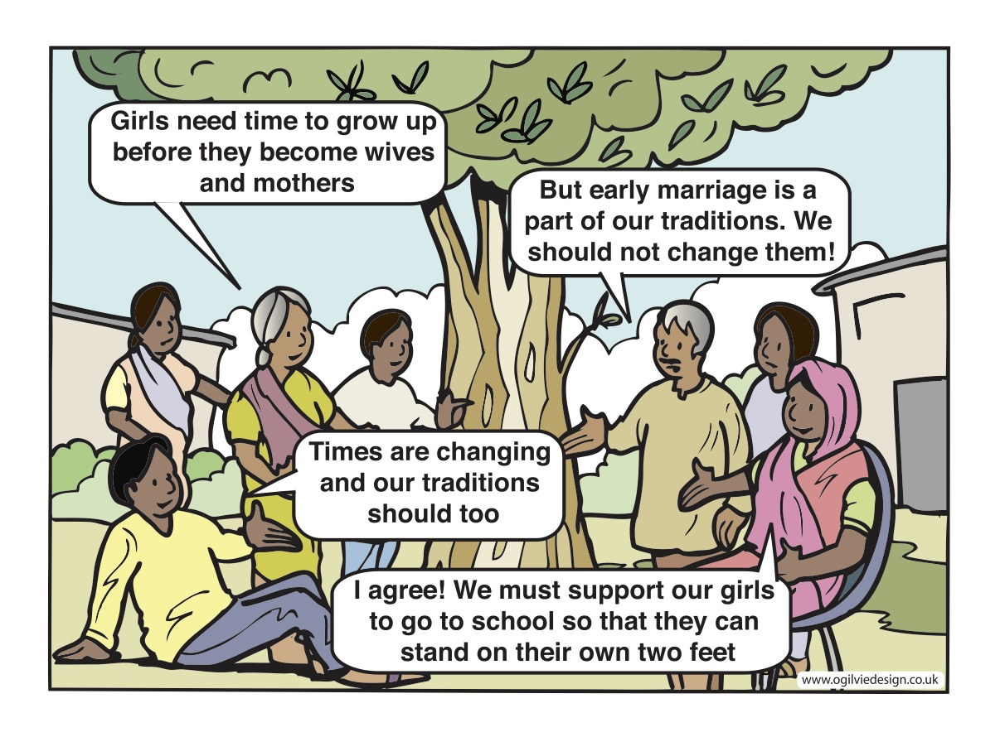 Girls need time to grow up
before they become wives
and mothers
But early marriage is a
part of our traditions. We
should not change them!
Times are changing
and our traditions
should too
I agree! We must support our girls
to go to school so that they can
stand on their own two feet
www.ogilviedesign.co.uk